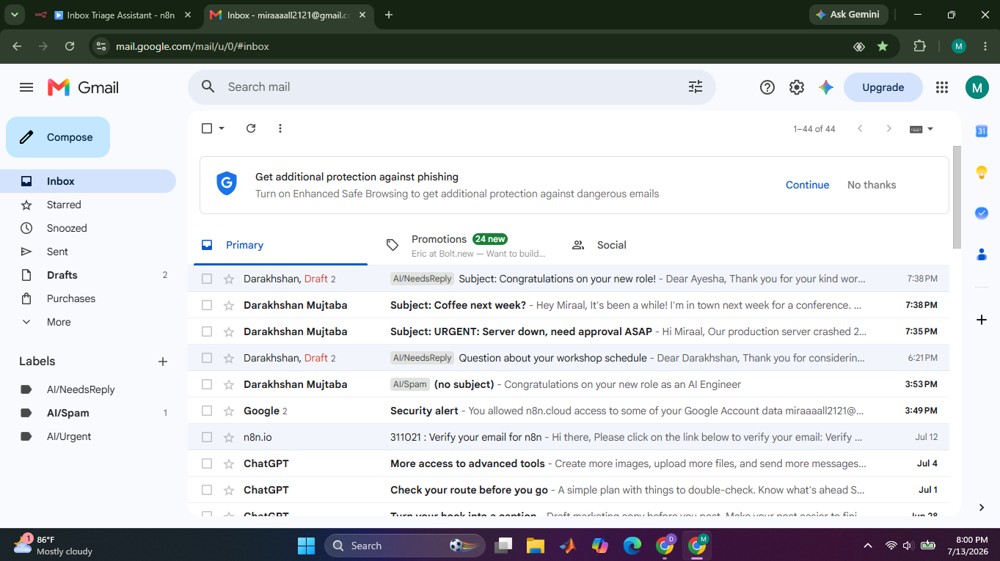 Inbox Triage Assistant - n8n
Inbox - miraaaall2121@gmail.c
Ask Gemini
mail.google.com/mail/u/0/#inbox
M
Gmail
Search mail
Upgrade
M
Compose
1–44 of 44
31
Get additional protection against phishing
Turn on Enhanced Safe Browsing to get additional protection against dangerous emails
Continue
No thanks
Inbox
Starred
Snoozed
Sent
Drafts 2
Purchases
More
Labels
AI/NeedsReply
AI/Spam 1
AI/Urgent
Primary
Promotions 24 new
Eric at Bolt.new — Want to build...
Social
Darakhshan, Draft 2 AI/NeedsReply Subject: Congratulations on your new role! - Dear Ayesha, Thank you for your kind wor... 7:38 PM
Darakhshan Mujtaba Subject: Coffee next week? - Hey Miraal, It's been a while! I'm in town next week for a conference. ... 7:38 PM
Darakhshan Mujtaba Subject: URGENT: Server down, need approval ASAP - Hi Miraal, Our production server crashed 2... 7:35 PM
Darakhshan, Draft 2 AI/NeedsReply Question about your workshop schedule - Dear Darakhshan, Thank you for considerin... 6:21 PM
Darakhshan Mujtaba AI/Spam (no subject) - Congratulations on your new role as an AI Engineer 3:53 PM
Google 2 Security alert - You allowed n8n.cloud access to some of your Google Account data miraaaall2121@... 3:49 PM
n8n.io 311021 : Verify your email for n8n - Hi there, Please click on the link below to verify your email: Verify ... Jul 12
ChatGPT More access to advanced tools - Create more images, upload more files, and send more messages... Jul 4
ChatGPT Check your route before you go - A simple plan with things to double-check. Know what's ahead S... Jul 1
ChatGPT Turn your book into a caption - Draft marketing copy before you post. Make your post easier to fini... Jun 28
1
86°F
Mostly cloudy
Search
D
M
8:00 PM
7/13/2026